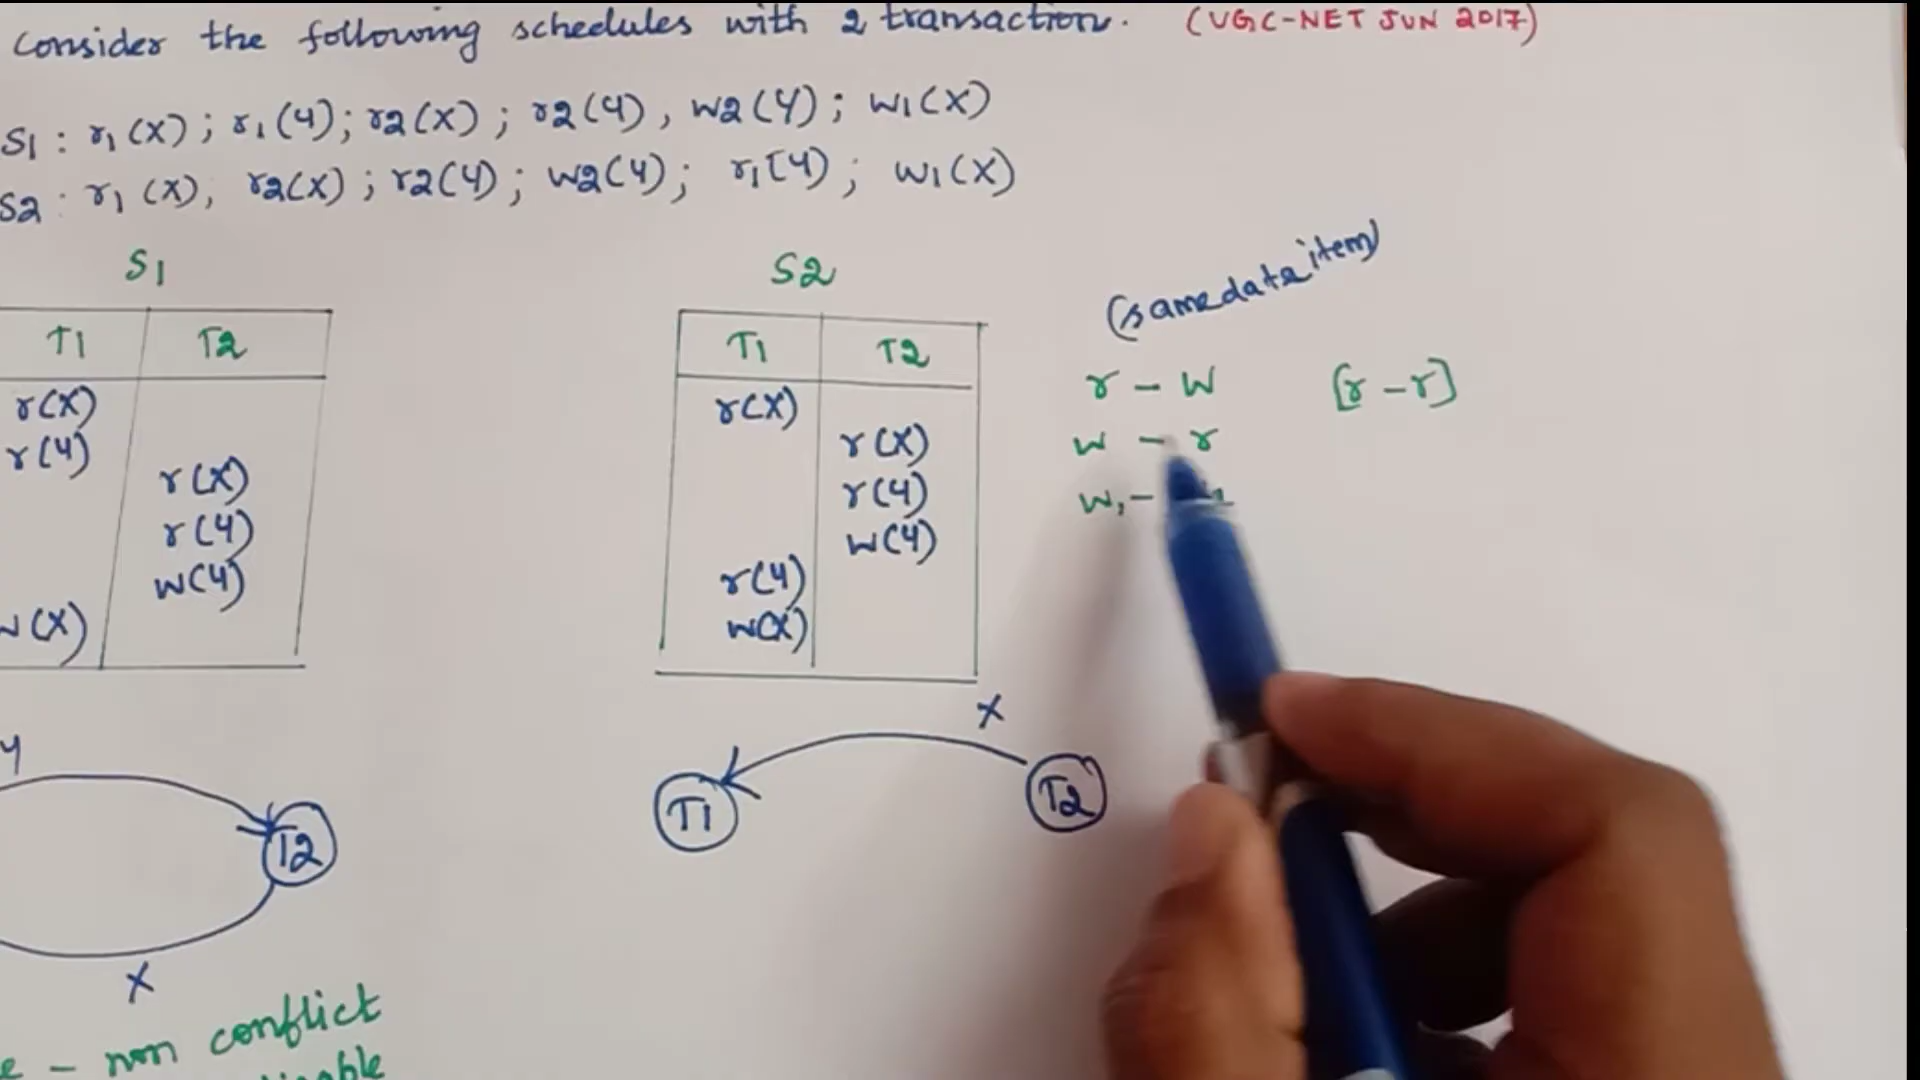 consider the following schedules with 2 transaction. (UGC-NET JUN 2017)
S1 : r1(X) ; r1(Y) ; r2(X) ; r2(Y) , w2(Y) ; w1(X)
S2 : r1(X), r2(X) ; r2(Y) ; w2(Y) ; r1[Y) ; w1(X)
S1
T1 T2
r(X)
r(Y)
r(X)
r(Y)
w(Y)
w(X)
S2
T1 T2
r(X)
r(X)
r(Y)
w(Y)
r(Y)
w(X)
(same data item)
r - w [r - r]
w - r
w, -
Y
T2
X
X
T1 T2
non conflict